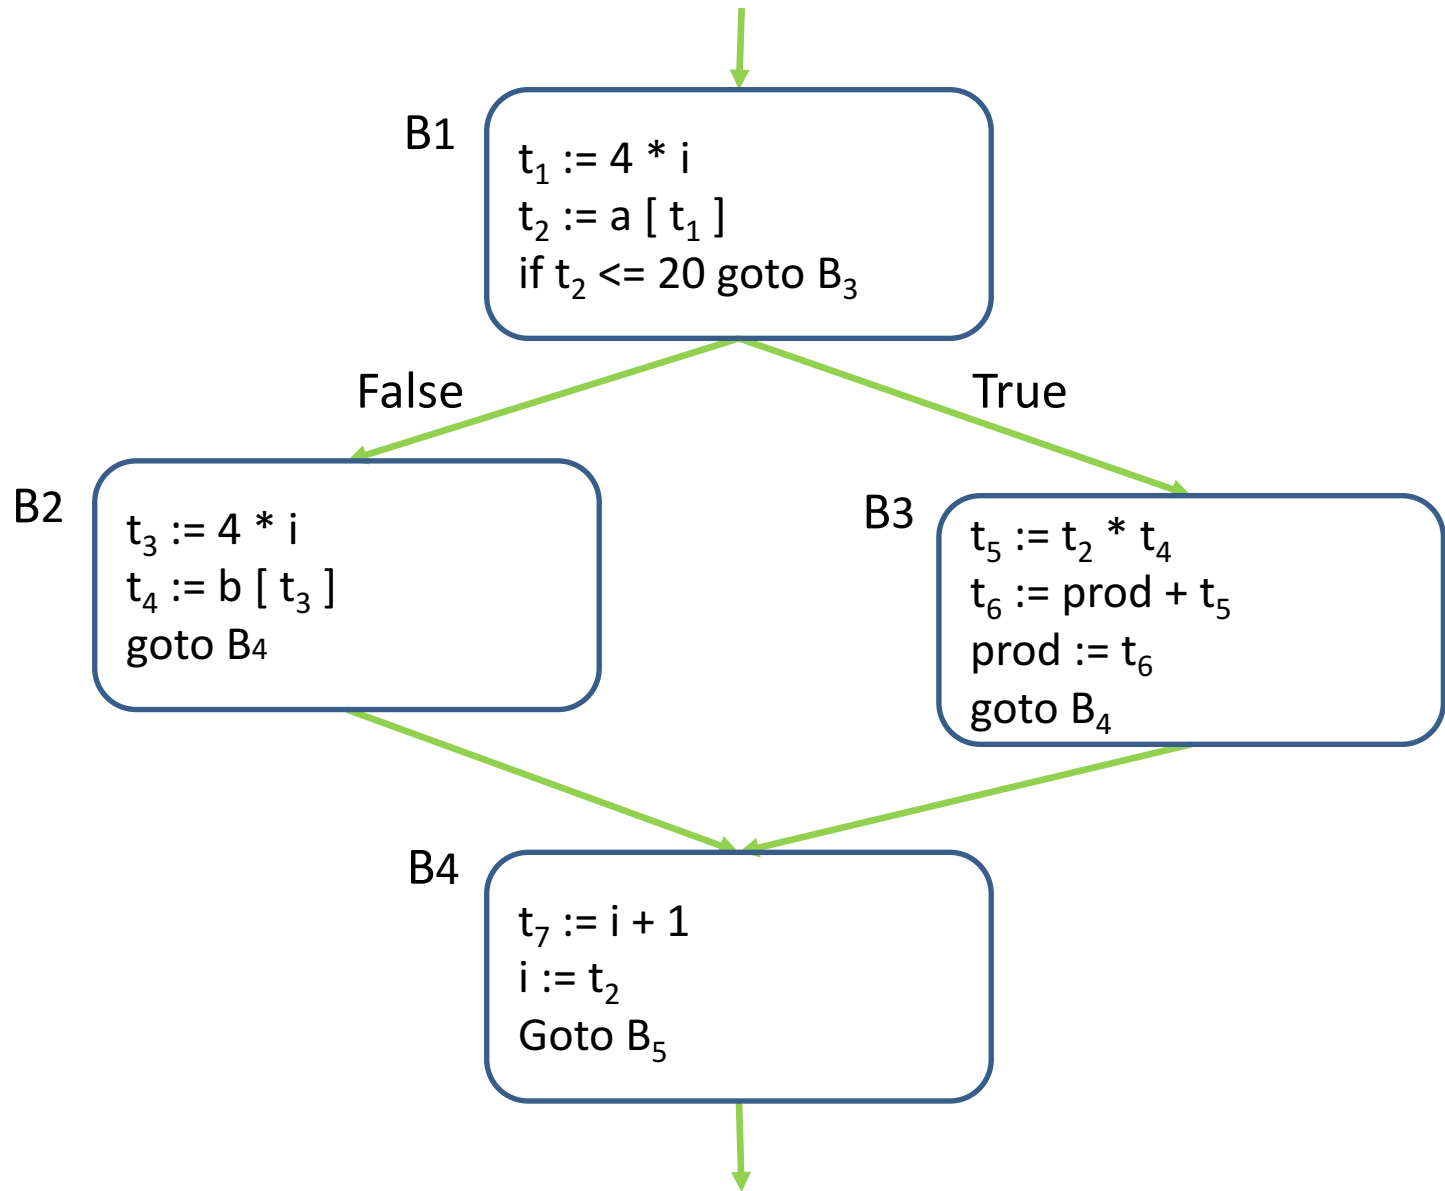 B1
t₁ := 4 * i
t₂ := a [ t₁ ]
if t₂ <= 20 goto B₃
False
True
B2
t₃ := 4 * i
t₄ := b [ t₃ ]
goto B4
B3
t₅ := t₂ * t₄
t₆ := prod + t₅
prod := t₆
goto B₄
B4
t₇ := i + 1
i := t₂
Goto B₅